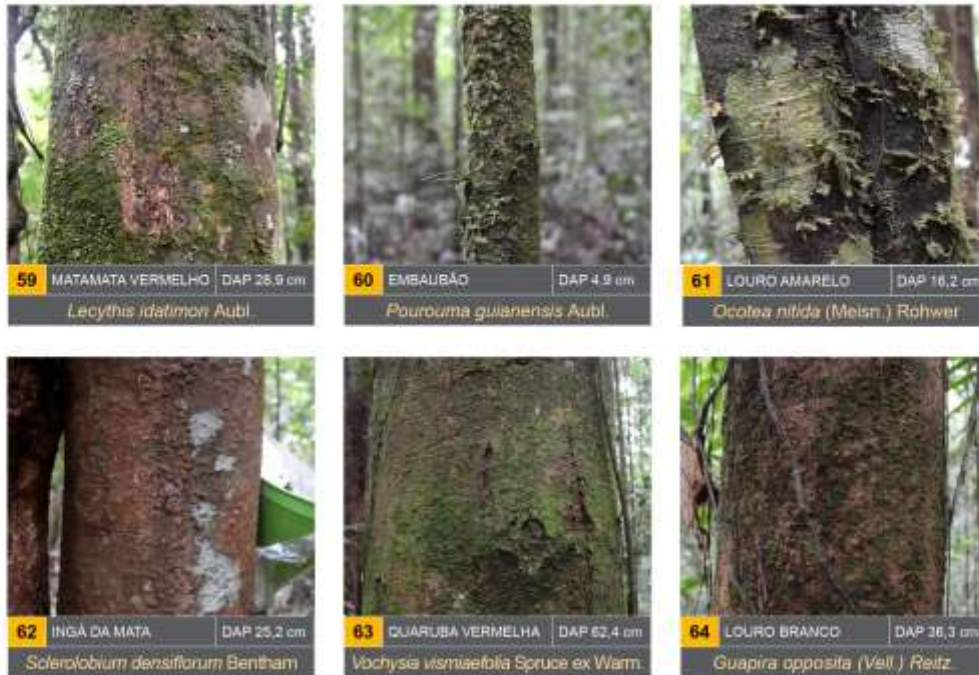 59 MATAMATA VERMELHO DAP 28,9 cm
Lecythis idatimon Aubl.
60 EMBAUBÃO DAP 4,9 cm
Pourouma guianensis Aubl.
61 LOURO AMARELO DAP 16,2 cm
Ocotea nitida (Meisn.) Rohwer
62 INGÁ DA MATA DAP 25,2 cm
Sclerolobium densiflorum Bentham
63 QUARUBA VERMELHA DAP 62,4 cm
Vochysia vismiaefolia Spruce ex Warm.
64 LOURO BRANCO DAP 36,3 cm
Guapira opposita (Vell.) Reitz.